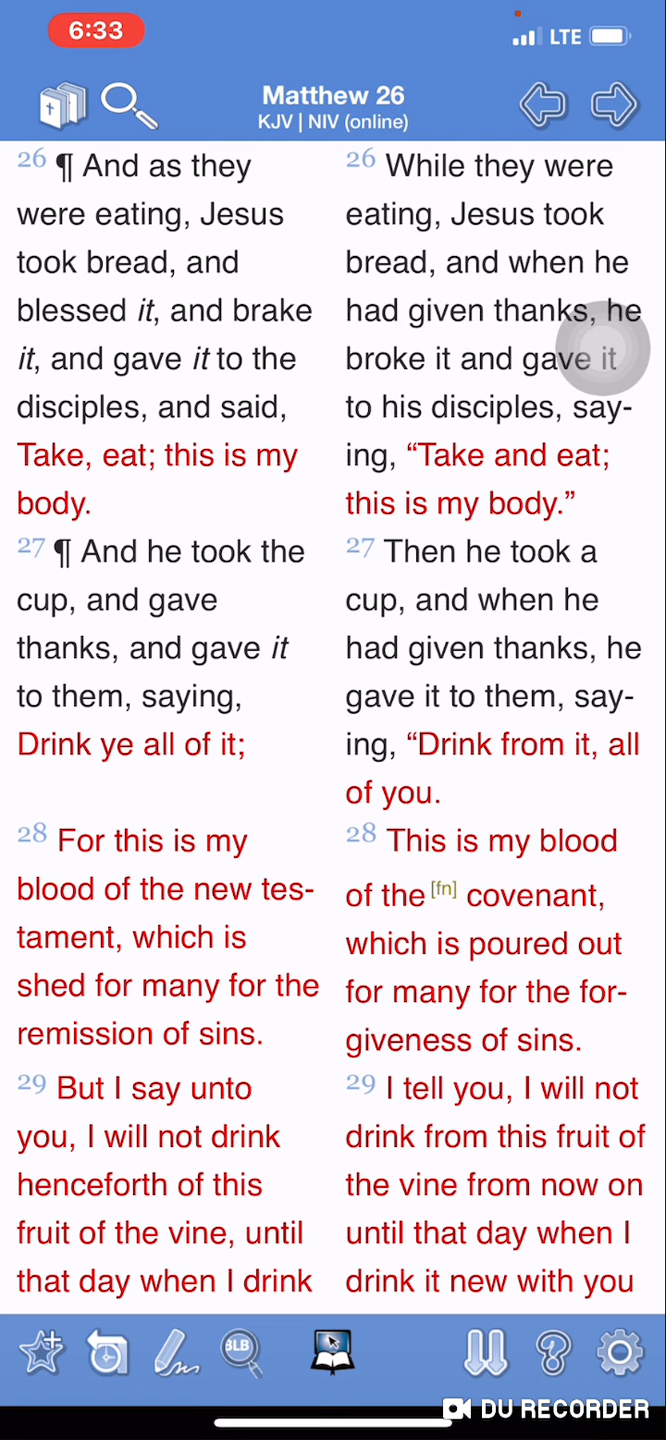 6:33
LTE
Matthew 26
KJV | NIV (online)
26 ¶ And as they
were eating, Jesus
took bread, and
blessed it, and brake
it, and gave it to the
disciples, and said,
Take, eat; this is my
body.
27 ¶ And he took the
cup, and gave
thanks, and gave it
to them, saying,
Drink ye all of it;
28 For this is my
blood of the new tes-
tament, which is
shed for many for the
remission of sins.
29 But I say unto
you, I will not drink
henceforth of this
fruit of the vine, until
that day when I drink
26 While they were
eating, Jesus took
bread, and when he
had given thanks, he
broke it and gave it
to his disciples, say-
ing, “Take and eat;
this is my body.”
27 Then he took a
cup, and when he
had given thanks, he
gave it to them, say-
ing, “Drink from it, all
of you.
28 This is my blood
of the [fn] covenant,
which is poured out
for many for the for-
giveness of sins.
29 I tell you, I will not
drink from this fruit of
the vine from now on
until that day when I
drink it new with you
BLB
DU RECORDER